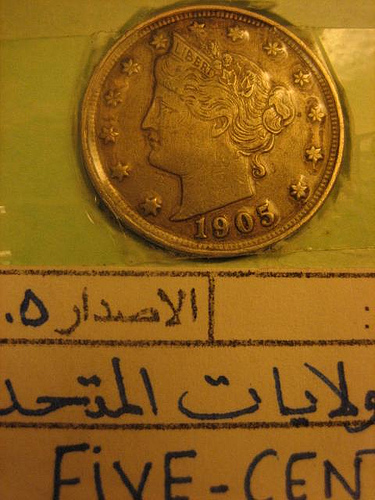 LIBERTY
1905
الاصدار ٥.
ولايات المتحد
FiVE-CEN